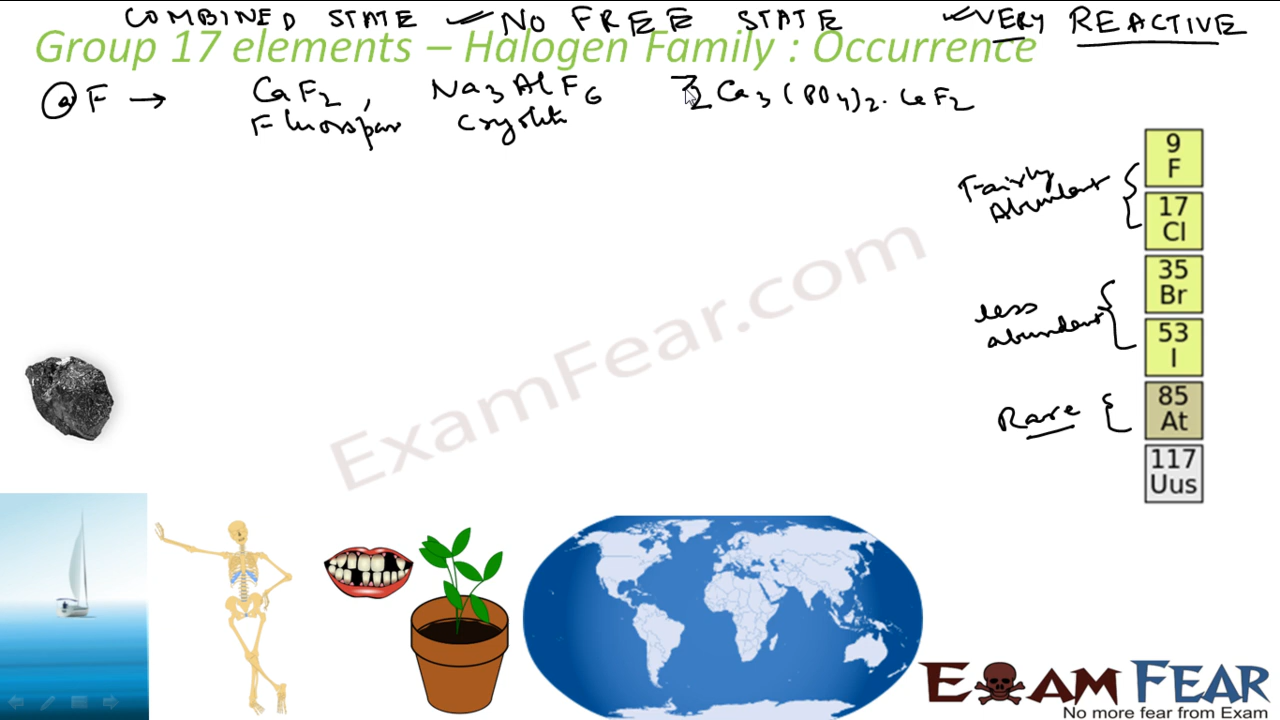 COMBINED STATE ✓ NO FREE STATE ✓ VERY REACTIVE
Group 17 elements – Halogen Family : Occurrence
ⓐ F → CaF2, Na3AlF6 Ca3(PO4)2.CaF2
Fluorspar Cryolite
9
F
Fairly
Abundant
17
Cl
35
Br
less
abundant
53
I
85
At
Rare
117
Uus
ExamFear.com
EXAM FEAR
No more fear from Exam